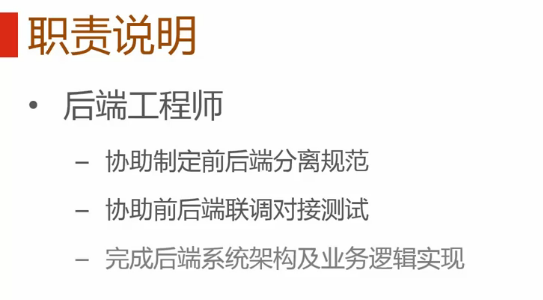 职责说明
• 后端工程师
– 协助制定前后端分离规范
– 协助前后端联调对接测试
– 完成后端系统架构及业务逻辑实现